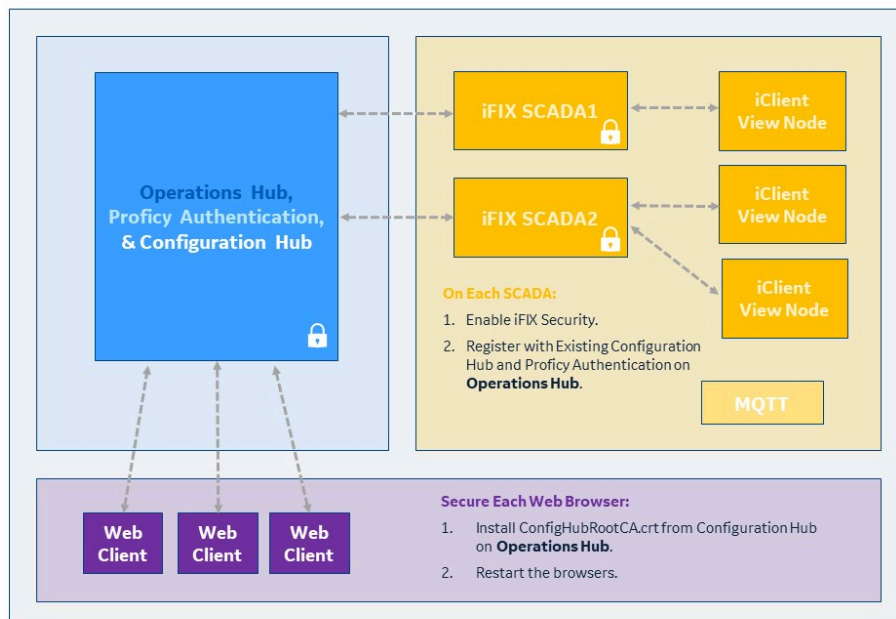 Operations Hub,
Proficy Authentication,
& Configuration Hub
iFIX SCADA1
iFIX SCADA2
iClient
View Node
iClient
View Node
iClient
View Node
On Each SCADA:
1. Enable iFIX Security.
2. Register with Existing Configuration
Hub and Proficy Authentication on
Operations Hub.
MQTT
Web
Client
Web
Client
Web
Client
Secure Each Web Browser:
1. Install ConfigHubRootCA.crt from Configuration Hub
on Operations Hub.
2. Restart the browsers.